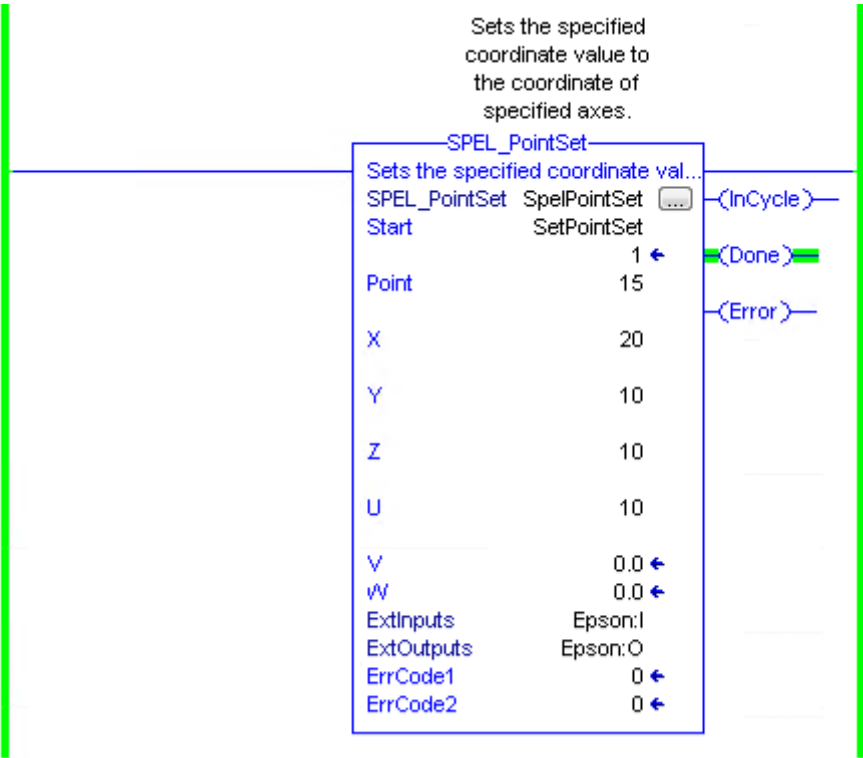 Sets the specified
coordinate value to
the coordinate of
specified axes.
SPEL_PointSet
Sets the specified coordinate val...
SPEL_PointSet SpelPointSet ... (InCycle)
Start SetPointSet
1 ← (Done)
Point 15
(Error)
X 20
Y 10
Z 10
U 10
V 0.0 ←
W 0.0 ←
ExtInputs Epson:I
ExtOutputs Epson:O
ErrCode1 0 ←
ErrCode2 0 ←